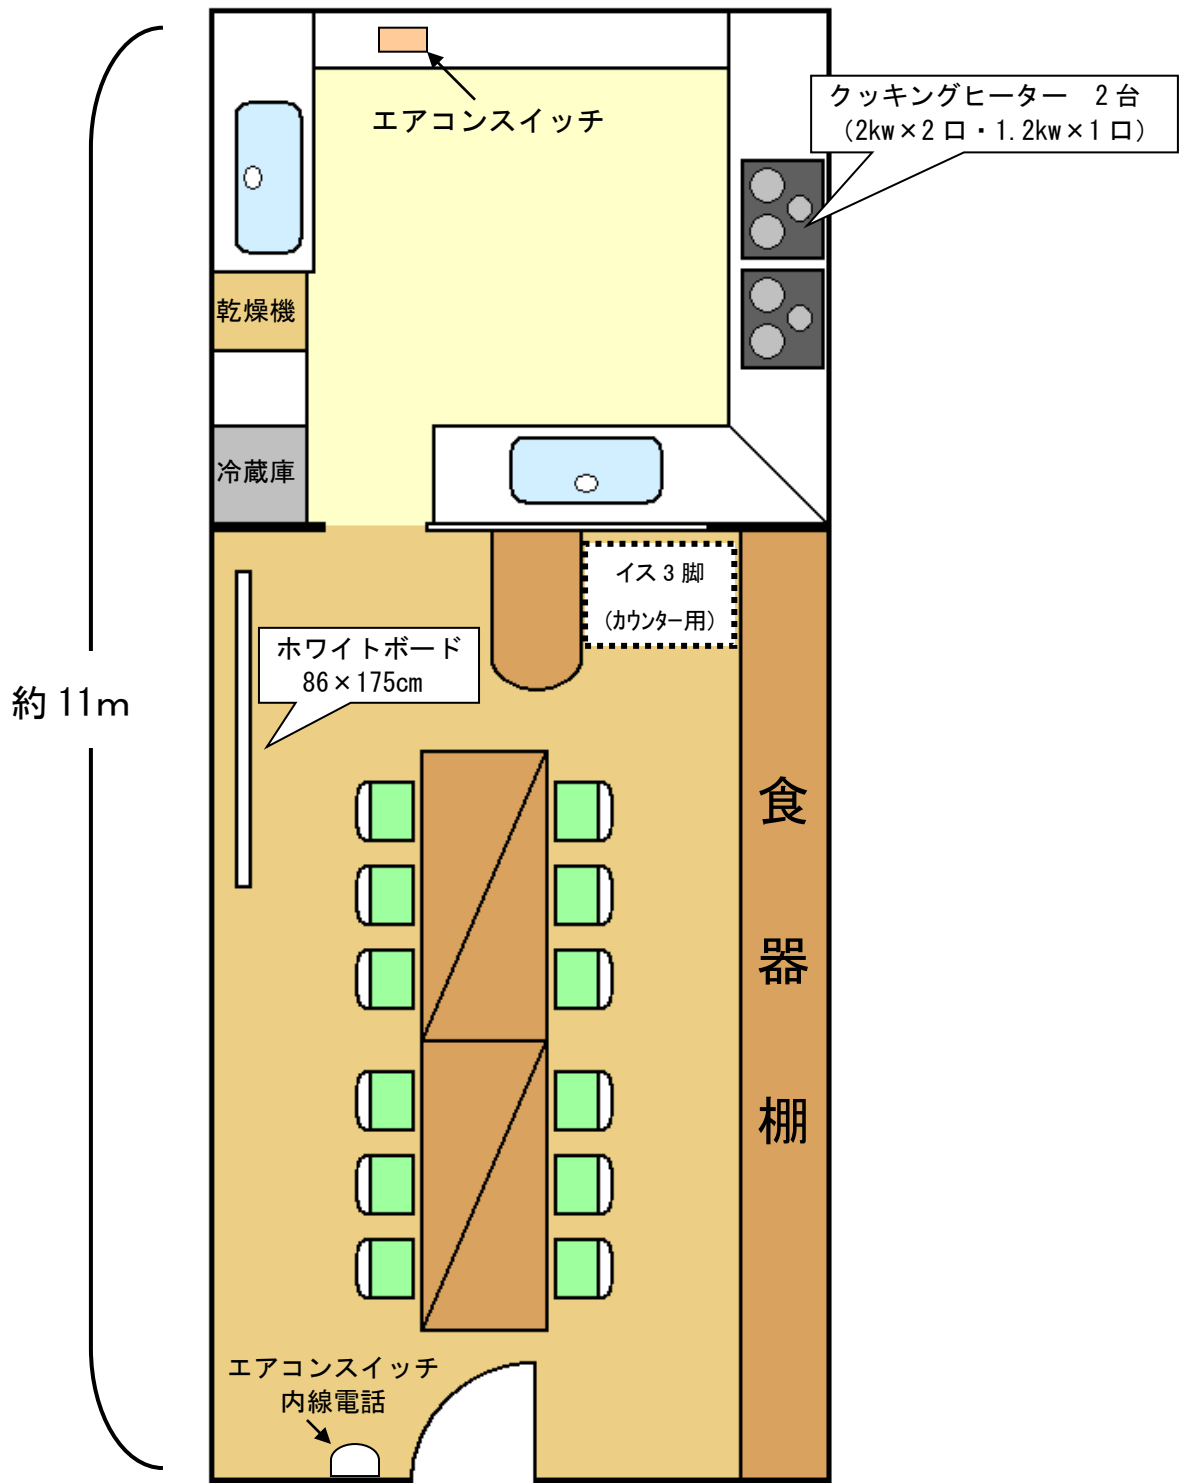 エアコンスイッチ
クッキングヒーター　2台
（2kw×2口・1.2kw×1口）
乾燥機
冷蔵庫
イス3脚
(ｶｳﾝﾀｰ用)
ホワイトボード
86×175cm
約11m
食
器
棚
エアコンスイッチ
内線電話